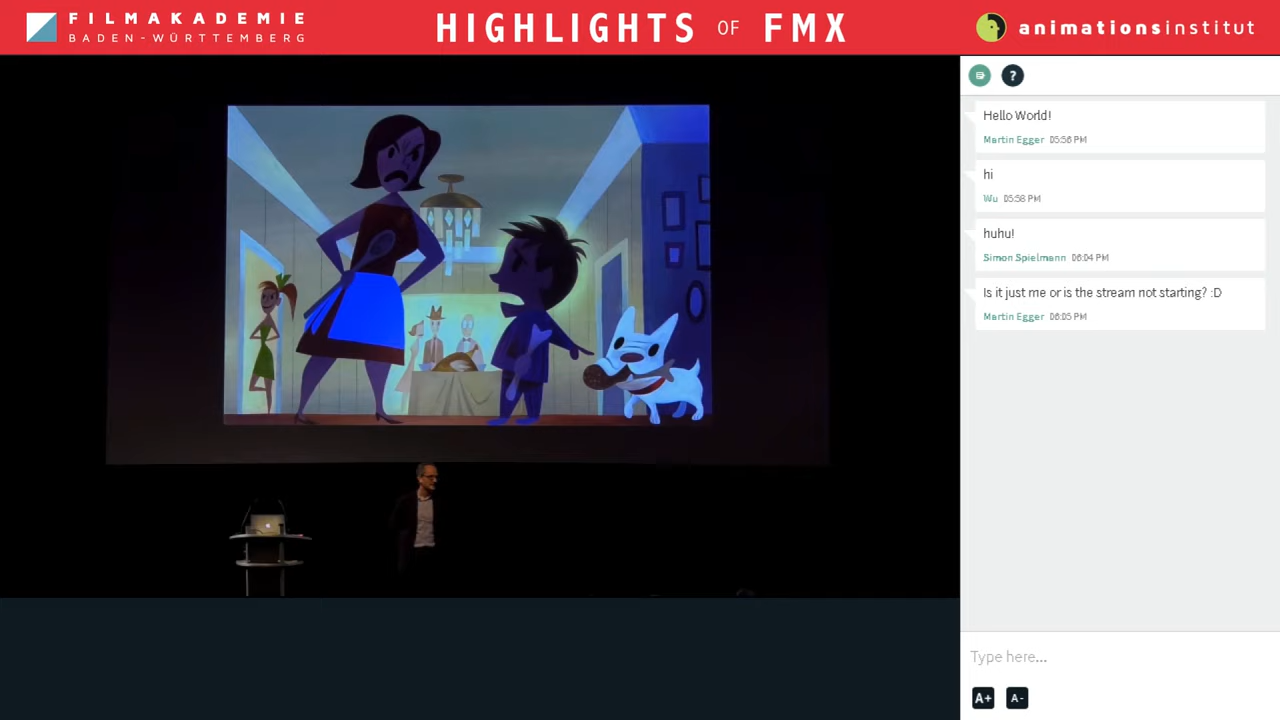 FILMAKADEMIE
BADEN-WÜRTTEMBERG
HIGHLIGHTS OF FMX
animationsinstitut
?
Hello World!
Martin Egger 05:56 PM
hi
Wu 05:58 PM
huhu!
Simon Spielmann 06:04 PM
Is it just me or is the stream not starting? :D
Martin Egger 06:05 PM
Type here...
A+ A-